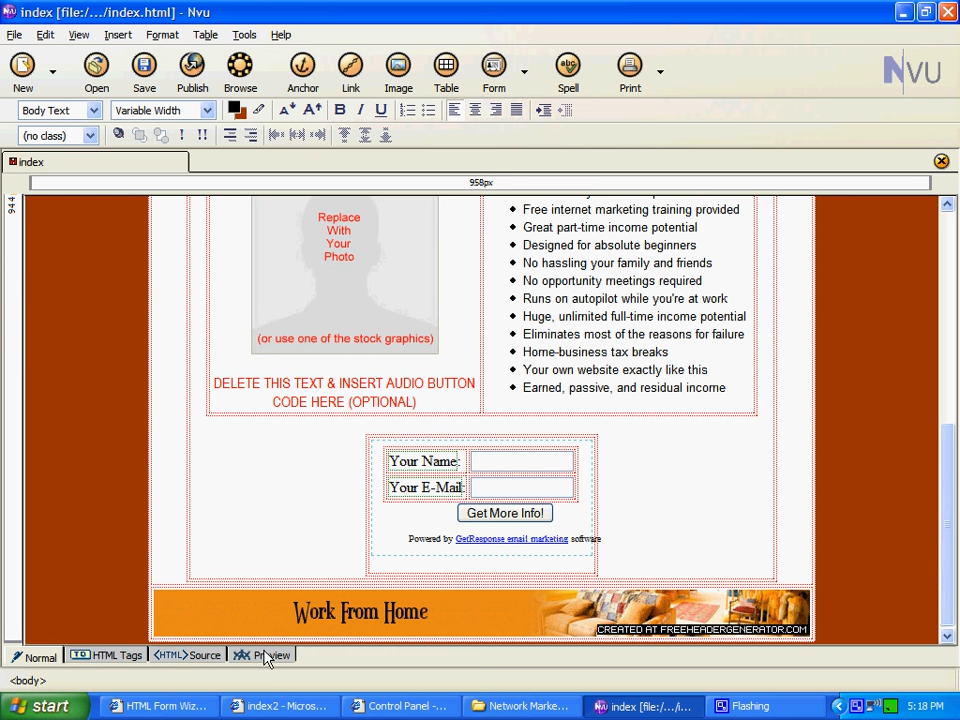 index [file:/.../index.html] - Nvu
File Edit View Insert Format Table Tools Help
New Open Save Publish Browse Anchor Link Image Table Form Spell Print
NVU
Body Text Variable Width B I U
(no class) ! !!
index
958px
944
Replace
With
Your
Photo
(or use one of the stock graphics)
DELETE THIS TEXT & INSERT AUDIO BUTTON
CODE HERE (OPTIONAL)
Free internet marketing training provided
Great part-time income potential
Designed for absolute beginners
No hassling your family and friends
No opportunity meetings required
Runs on autopilot while you're at work
Huge, unlimited full-time income potential
Eliminates most of the reasons for failure
Home-business tax breaks
Your own website exactly like this
Earned, passive, and residual income
Your Name:
Your E-Mail:
Get More Info!
Powered by GetResponse email marketing software
Work From Home
CREATED AT FREEHEADERGENERATOR.COM
Normal HTML Tags Source
<body>
start HTML Form Wiz... index2 - Microsof... Control Panel -... Network Marke... index [file:/.../i... Flashing 5:18 PM